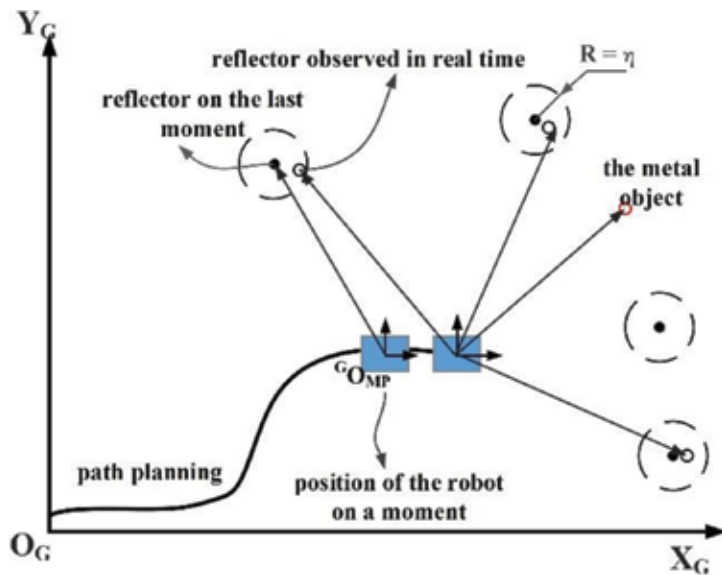 Y_G
reflector observed in real time
R = η
reflector on the last
moment
the metal
object
ᴳO_MP
path planning
position of the robot
on a moment
O_G
X_G